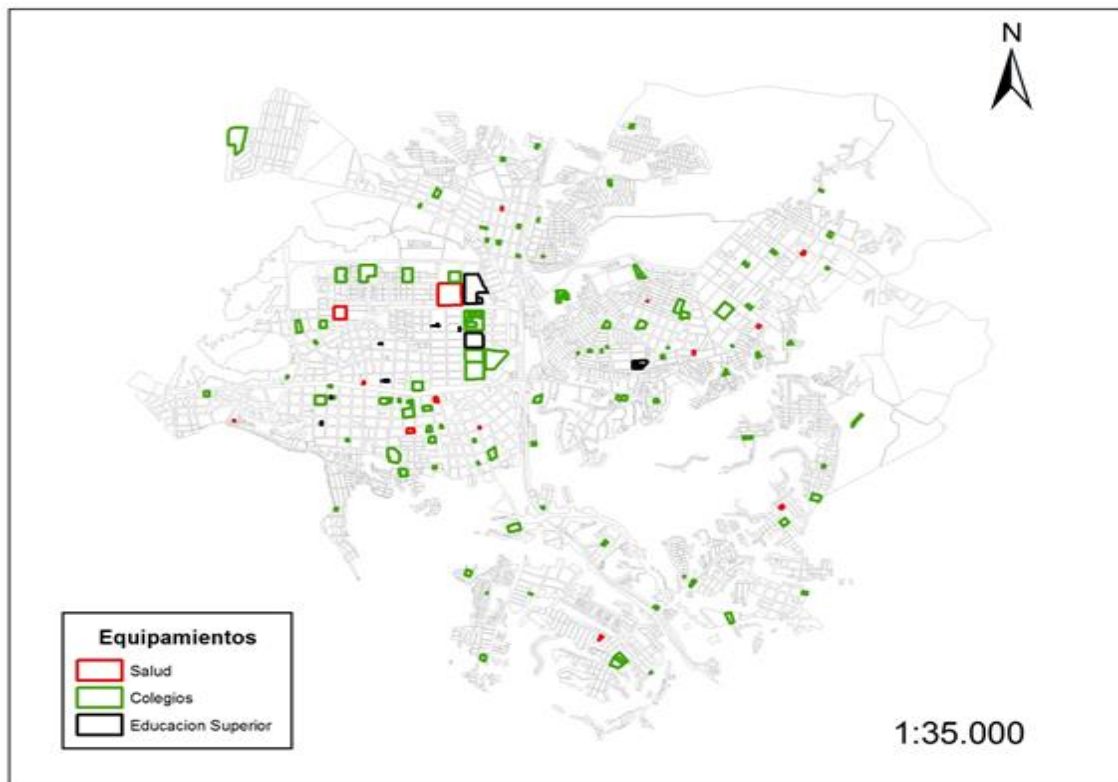 N
Equipamientos
Salud
Colegios
Educacion Superior
1:35.000